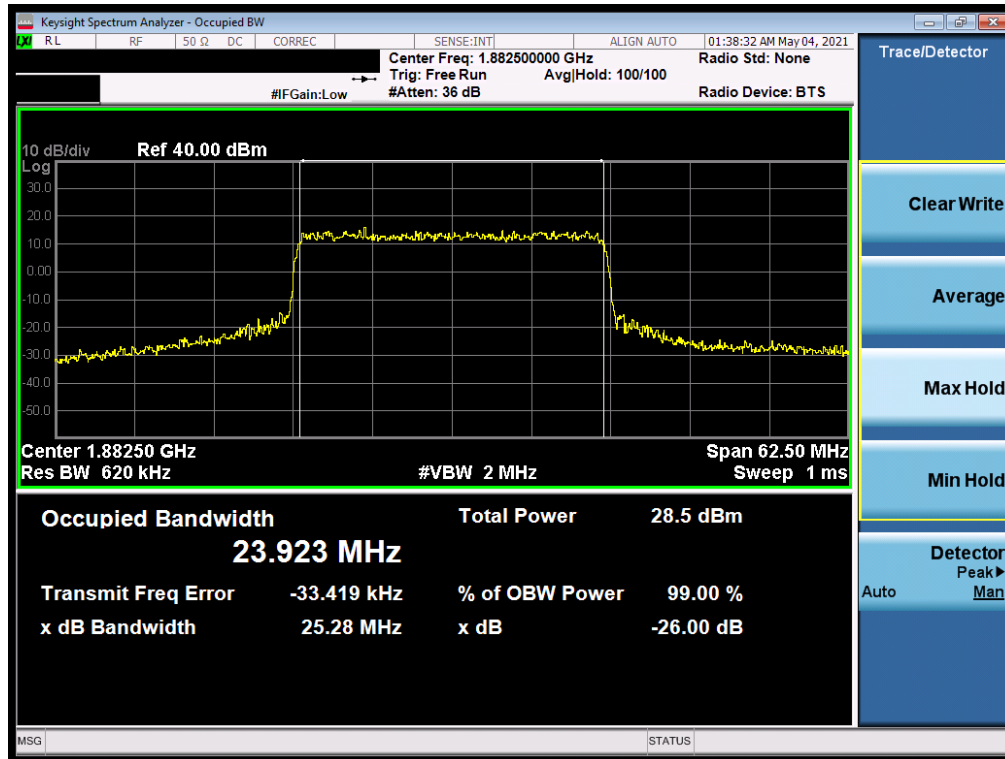 Keysight Spectrum Analyzer - Occupied BW
LXI RL RF 50 Ω DC CORREC SENSE:INT ALIGN AUTO 01:38:32 AM May 04, 2021
Center Freq: 1.882500000 GHz Radio Std: None
Trig: Free Run Avg|Hold: 100/100
#IFGain:Low #Atten: 36 dB Radio Device: BTS
10 dB/div Ref 40.00 dBm
Log
30.0
20.0
10.0
0.00
-10.0
-20.0
-30.0
-40.0
-50.0
Center 1.88250 GHz Span 62.50 MHz
Res BW 620 kHz #VBW 2 MHz Sweep 1 ms
Occupied Bandwidth Total Power 28.5 dBm
23.923 MHz
Transmit Freq Error -33.419 kHz % of OBW Power 99.00 %
x dB Bandwidth 25.28 MHz x dB -26.00 dB
MSG STATUS
Trace/Detector
Clear Write
Average
Max Hold
Min Hold
Detector
Peak▶
Auto Man